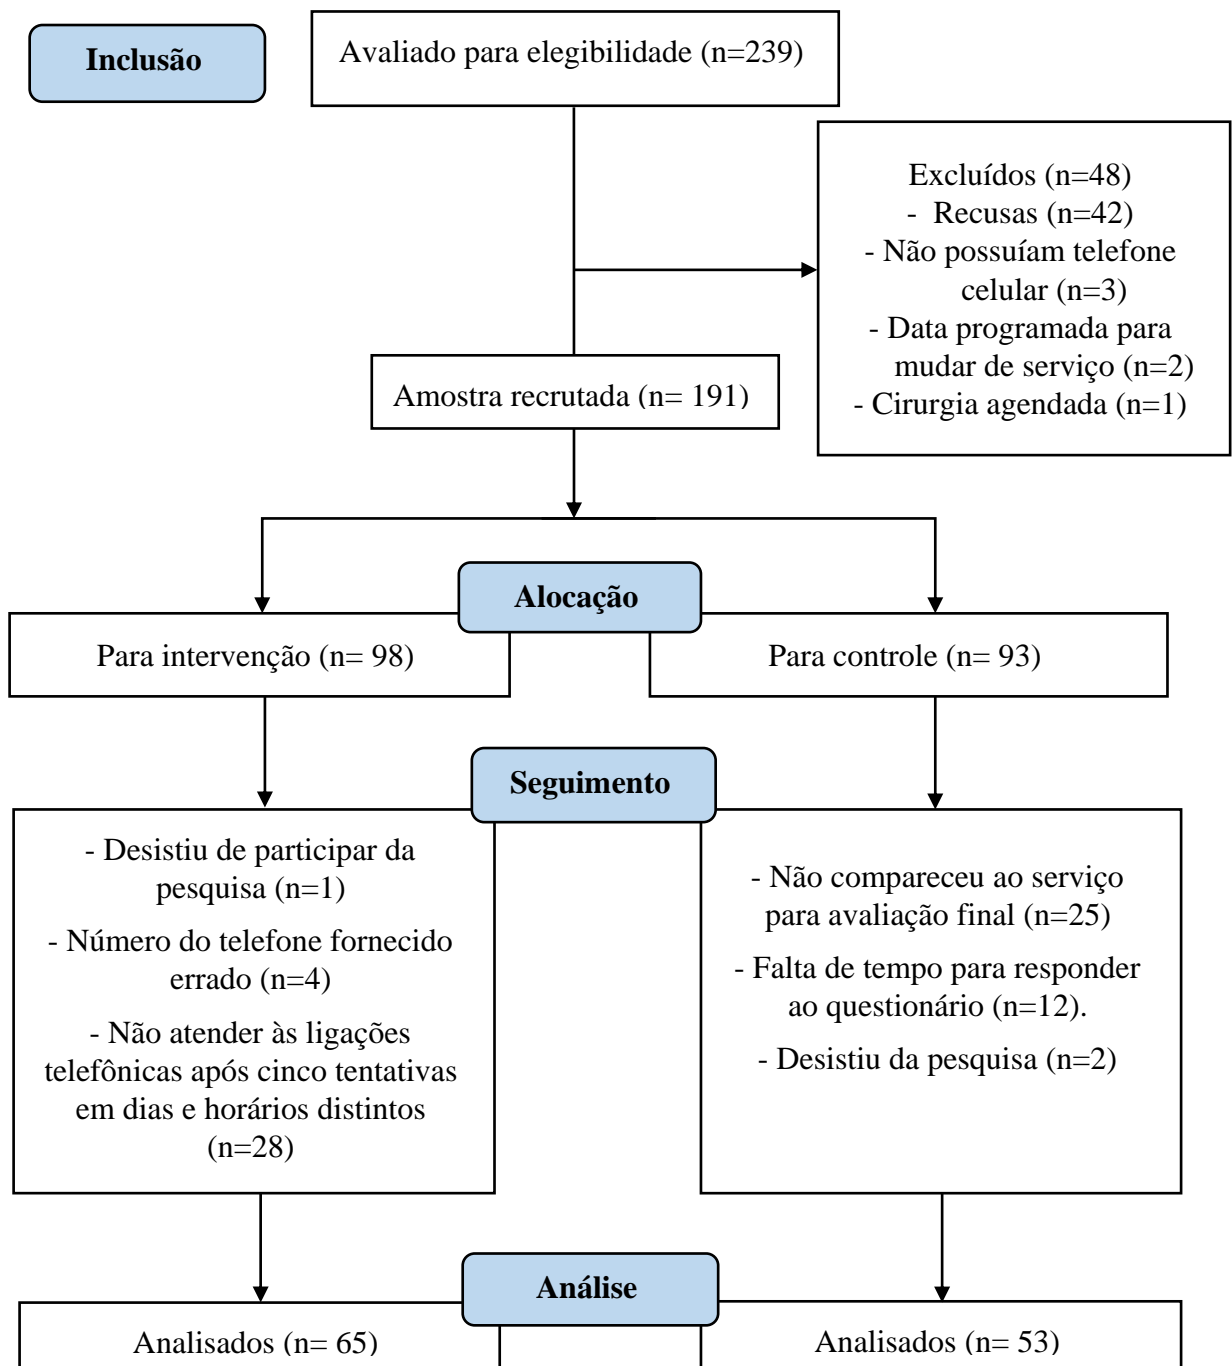 Inclusão
Avaliado para elegibilidade (n=239)
Excluídos (n=48)
- Recusas (n=42)
- Não possuíam telefone
celular (n=3)
- Data programada para
mudar de serviço (n=2)
- Cirurgia agendada (n=1)
Amostra recrutada (n= 191)
Alocação
Para intervenção (n= 98)
Para controle (n= 93)
Seguimento
- Desistiu de participar da
pesquisa (n=1)
- Número do telefone fornecido
errado (n=4)
- Não atender às ligações
telefônicas após cinco tentativas
em dias e horários distintos
(n=28)
- Não compareceu ao serviço
para avaliação final (n=25)
- Falta de tempo para responder
ao questionário (n=12).
- Desistiu da pesquisa (n=2)
Análise
Analisados (n= 65)
Analisados (n= 53)